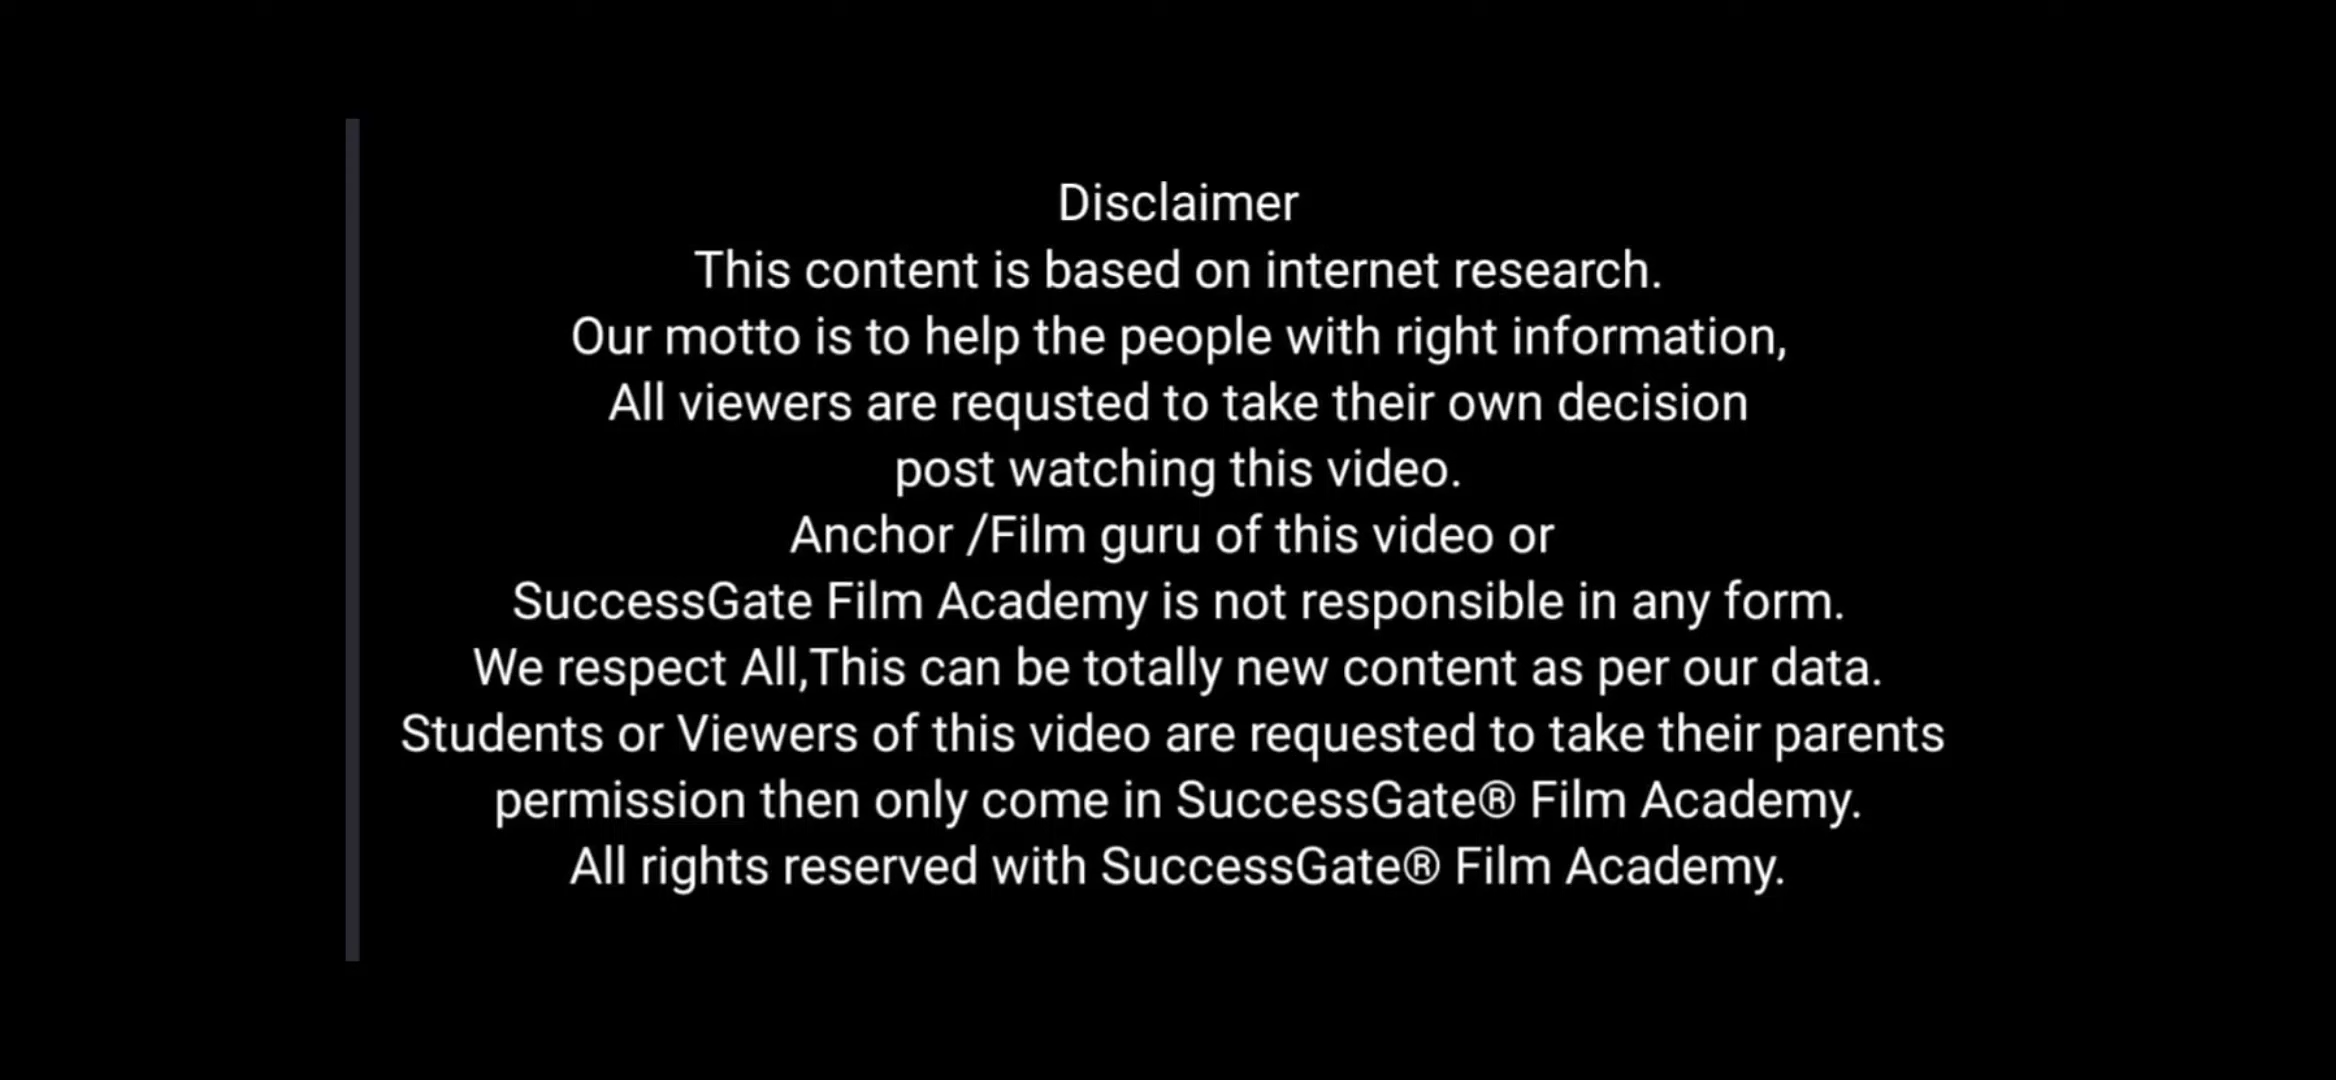 Disclaimer
This content is based on internet research.
Our motto is to help the people with right information,
All viewers are requsted to take their own decision
post watching this video.
Anchor /Film guru of this video or
SuccessGate Film Academy is not responsible in any form.
We respect All,This can be totally new content as per our data.
Students or Viewers of this video are requested to take their parents
permission then only come in SuccessGate® Film Academy.
All rights reserved with SuccessGate® Film Academy.